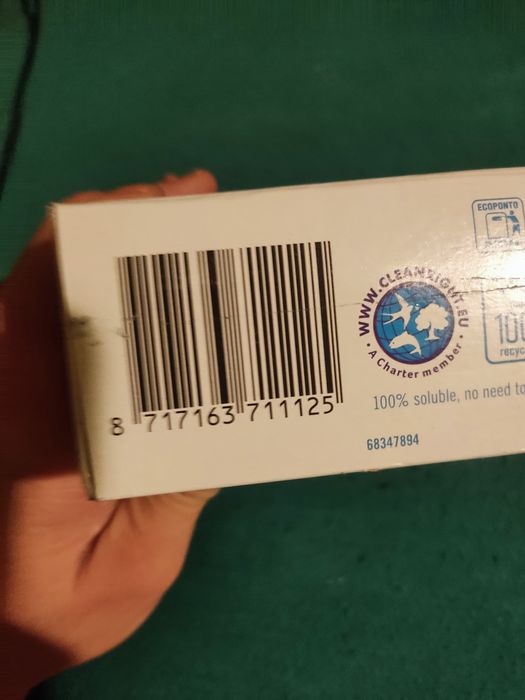 ECOPONTO
WWW.CLEANRIGHT.EU
• A Charter member •
100% soluble, no need to
8 717163 711125
68347894